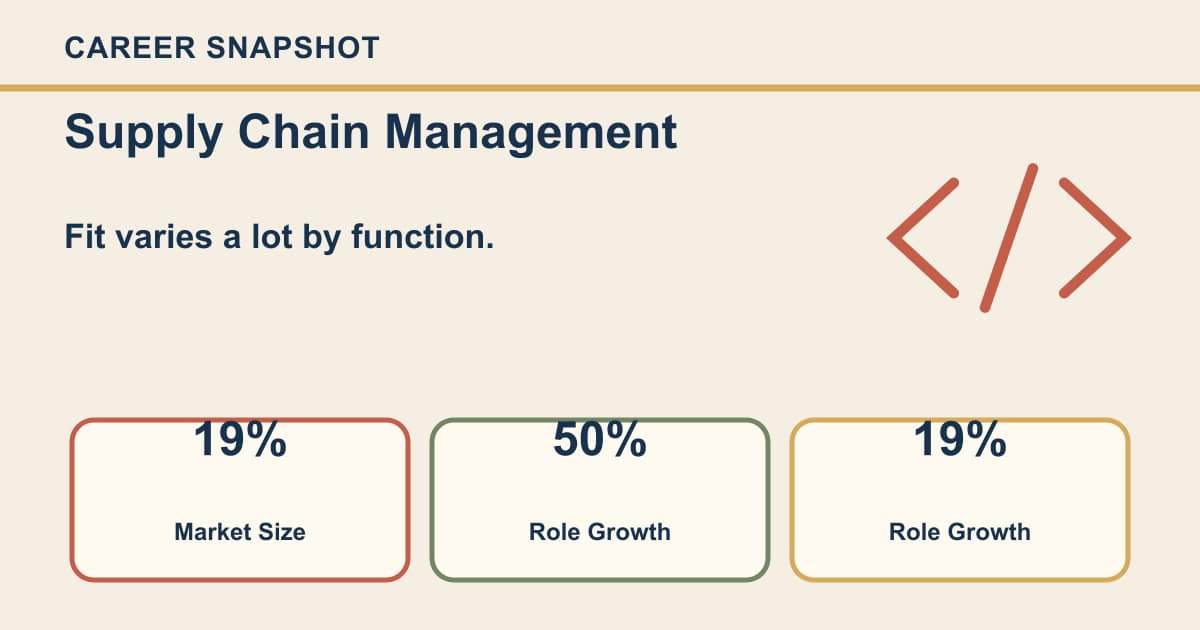 CAREER SNAPSHOT
Supply Chain Management
Fit varies a lot by function.
19%
Market Size
50%
Role Growth
19%
Role Growth